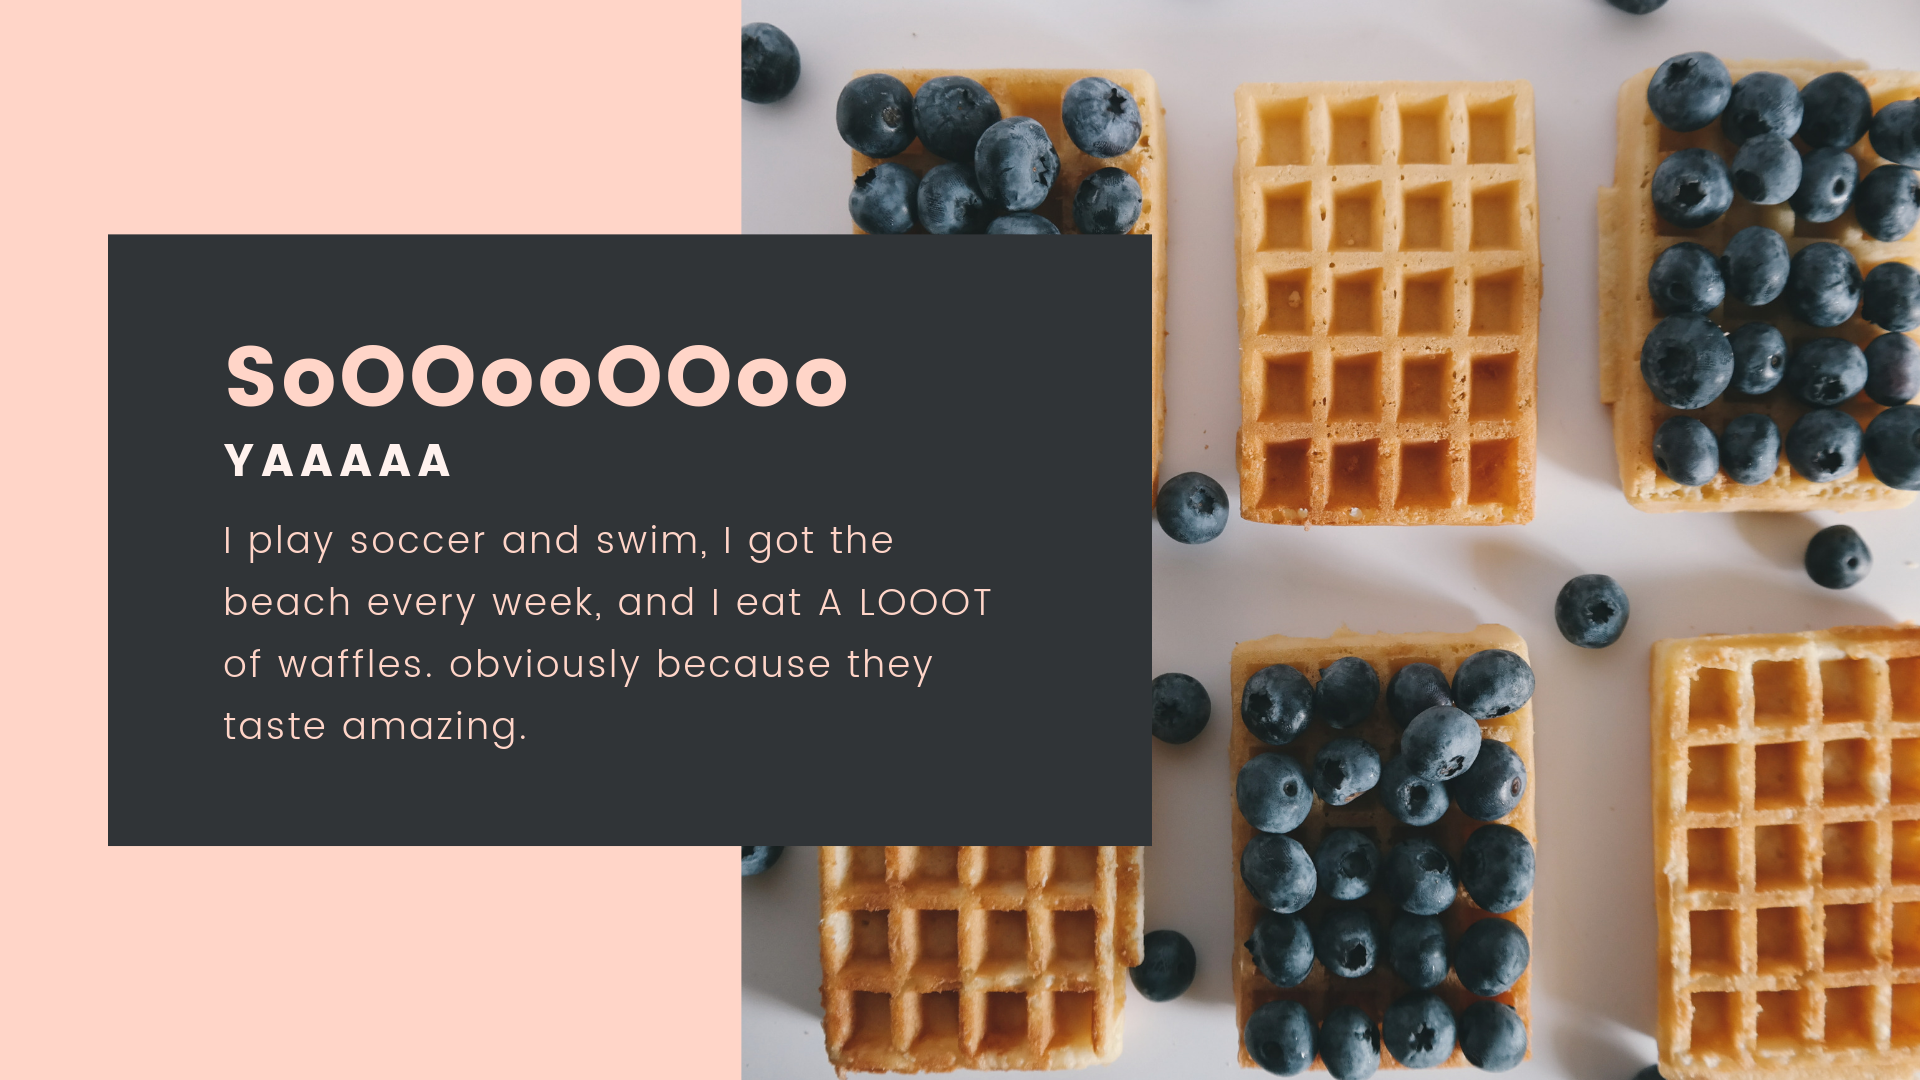 SoOOooOOoo
YAAAAA
I play soccer and swim, I got the
beach every week, and I eat A LOOOT
of waffles. obviously because they
taste amazing.